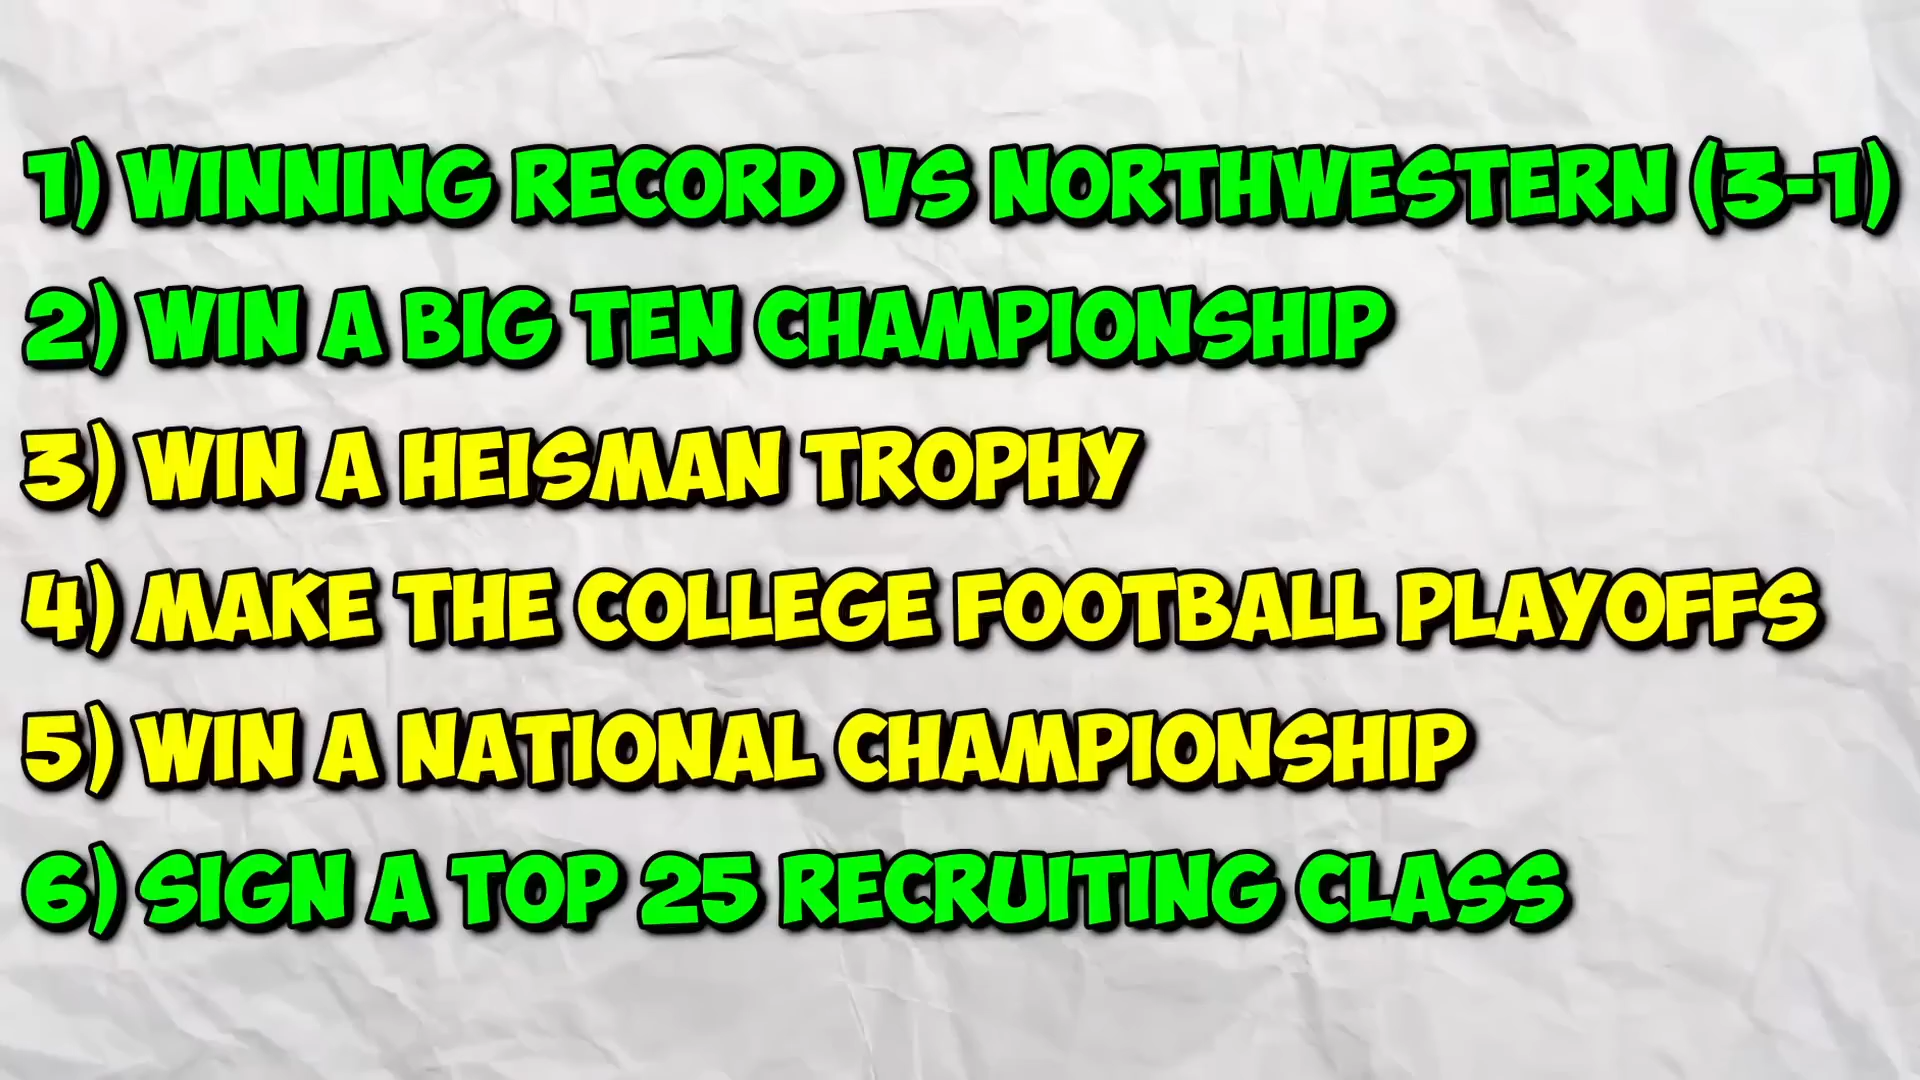 1) WINNING RECORD VS NORTHWESTERN (3-1)
2) WIN A BIG TEN CHAMPIONSHIP
3) WIN A HEISMAN TROPHY
4) MAKE THE COLLEGE FOOTBALL PLAYOFFS
5) WIN A NATIONAL CHAMPIONSHIP
6) SIGN A TOP 25 RECRUITING CLASS